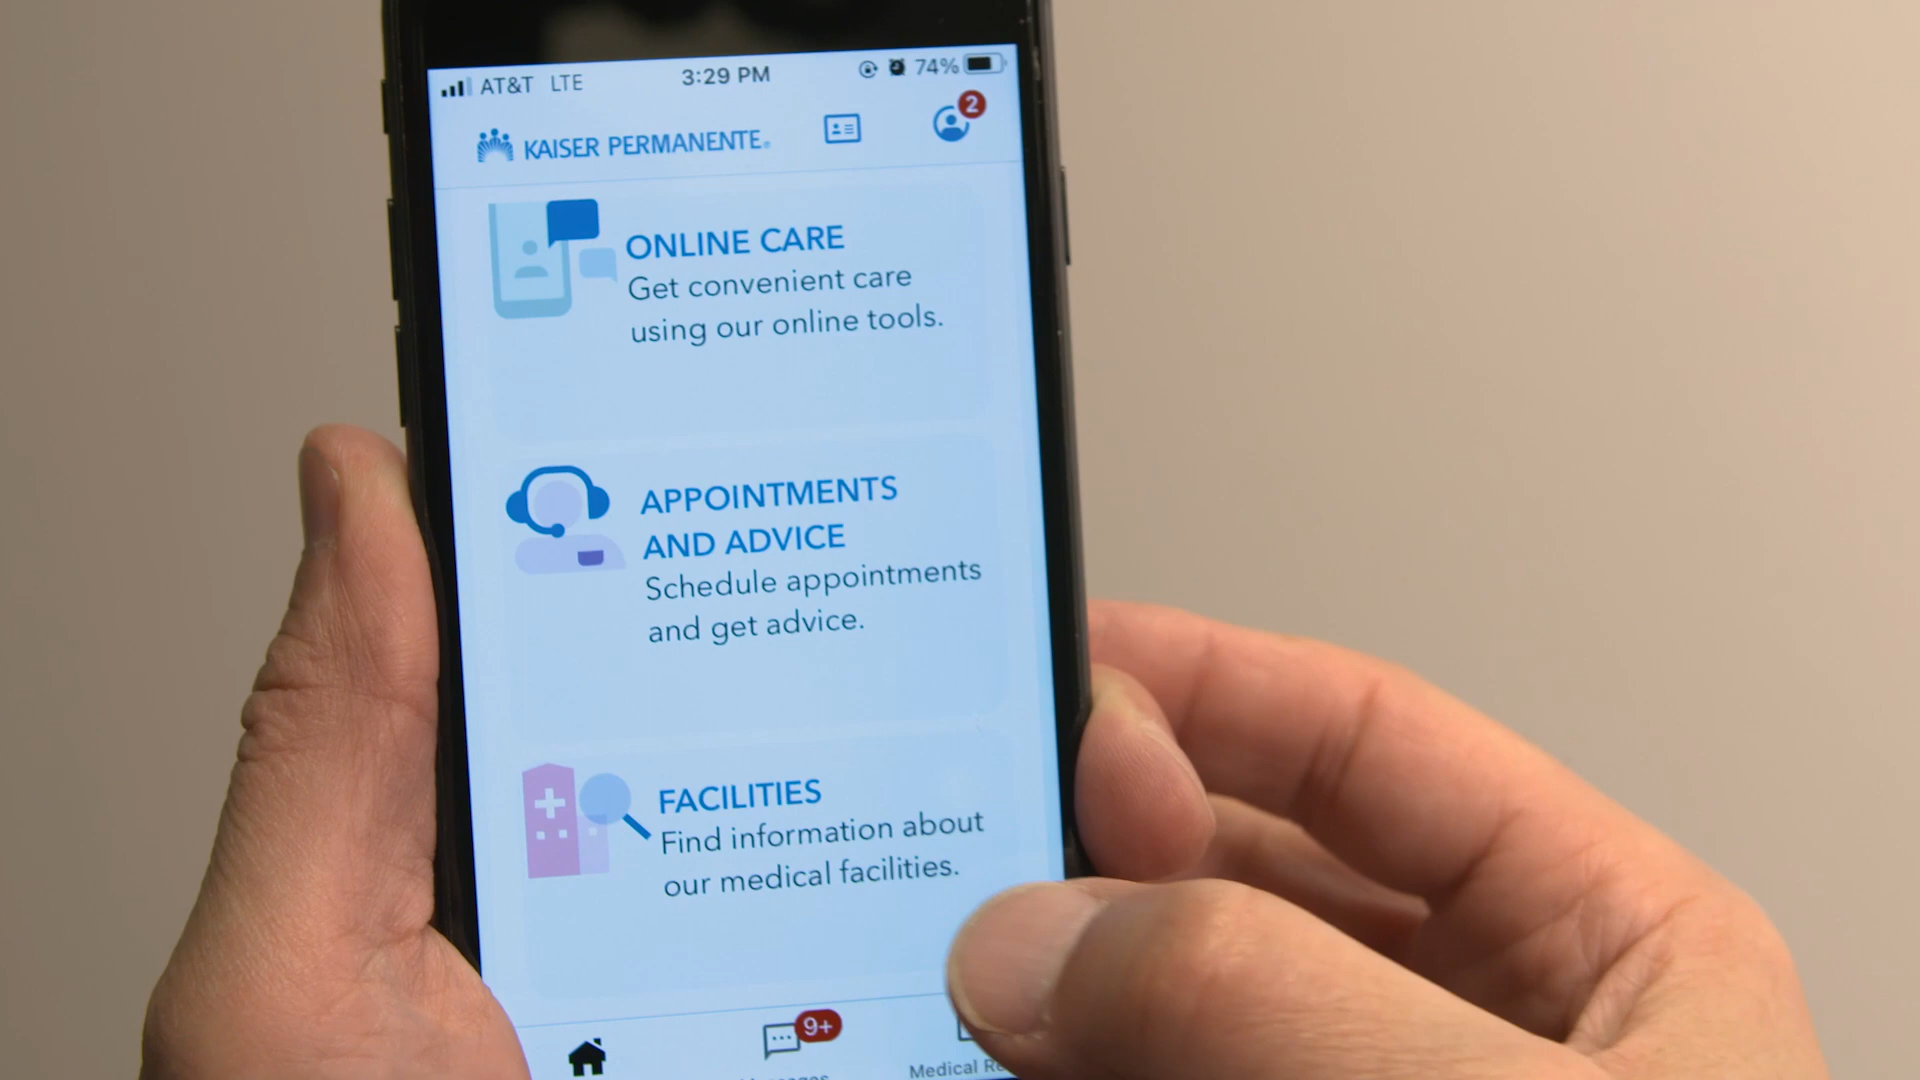 AT&T LTE 3:29 PM 74%
KAISER PERMANENTE® 2
ONLINE CARE
Get convenient care
using our online tools.
APPOINTMENTS
AND ADVICE
Schedule appointments
and get advice.
FACILITIES
Find information about
our medical facilities.
9+
Medical